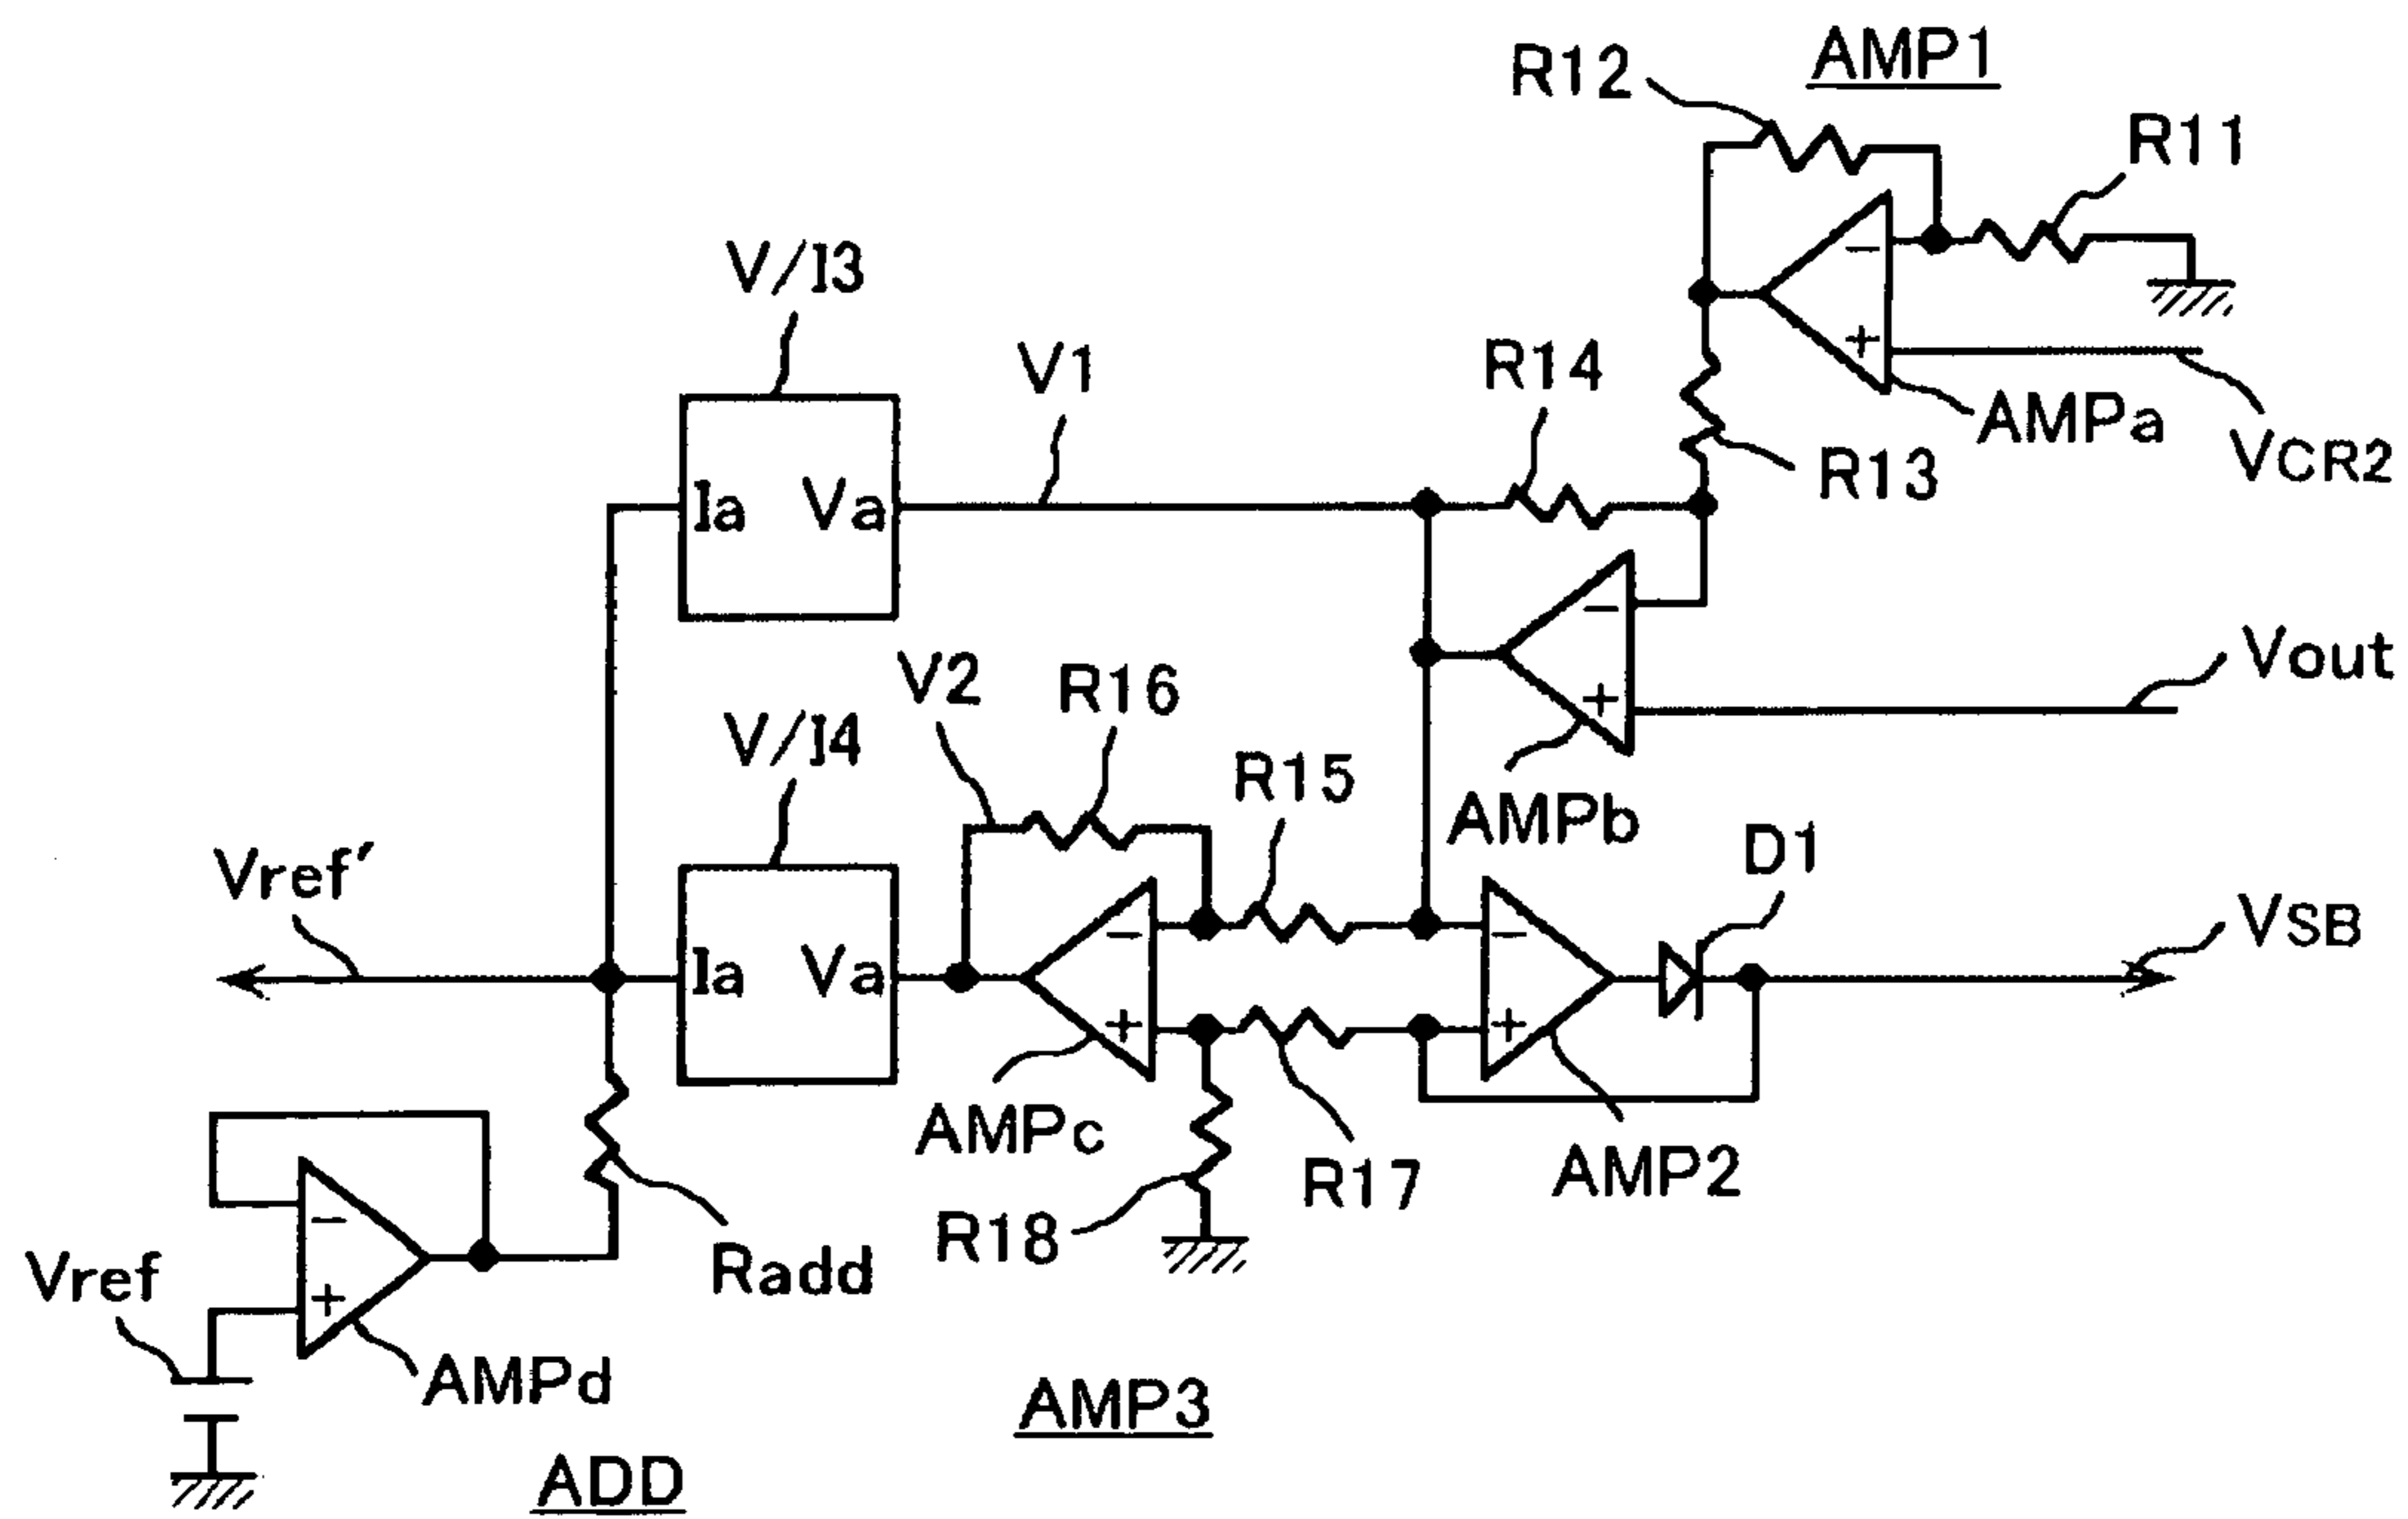 AMP1
R12
R11
V/I3
V1
R14
AMPa
VCR2
R13
Ia
Va
Vout
V2
R16
V/I4
R15
AMPb
D1
Vref'
VSB
Ia
Va
−
+
−
+
−
+
−
+
AMPc
R17
AMP2
R18
−
+
Radd
Vref
AMPd
AMP3
ADD